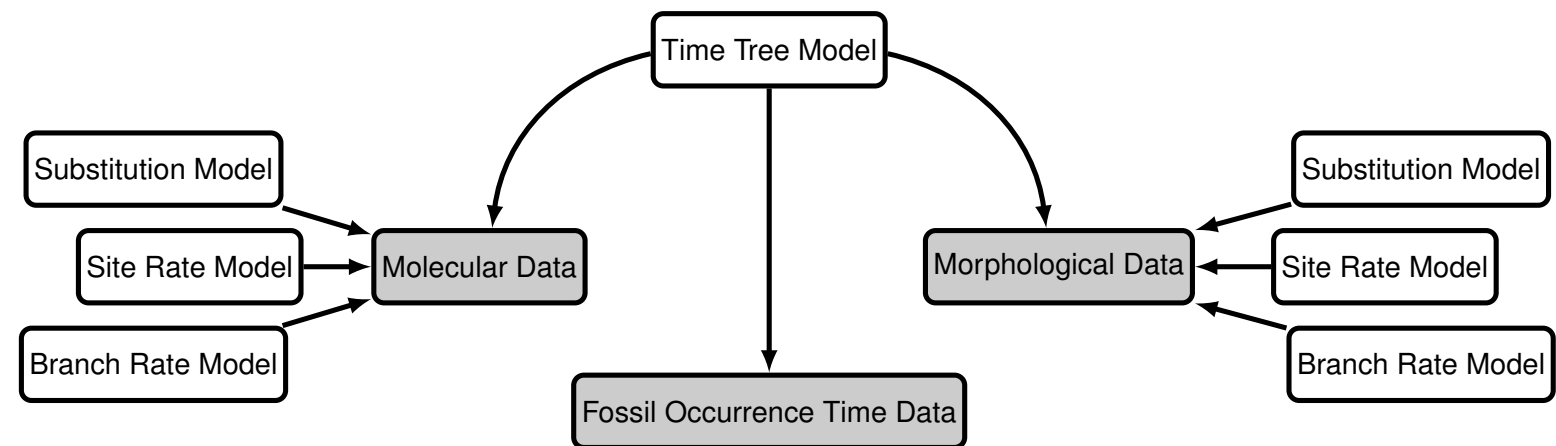 Time Tree Model
Substitution Model
Substitution Model
Molecular Data
Site Rate Model
Morphological Data
Site Rate Model
Branch Rate Model
Branch Rate Model
Fossil Occurrence Time Data